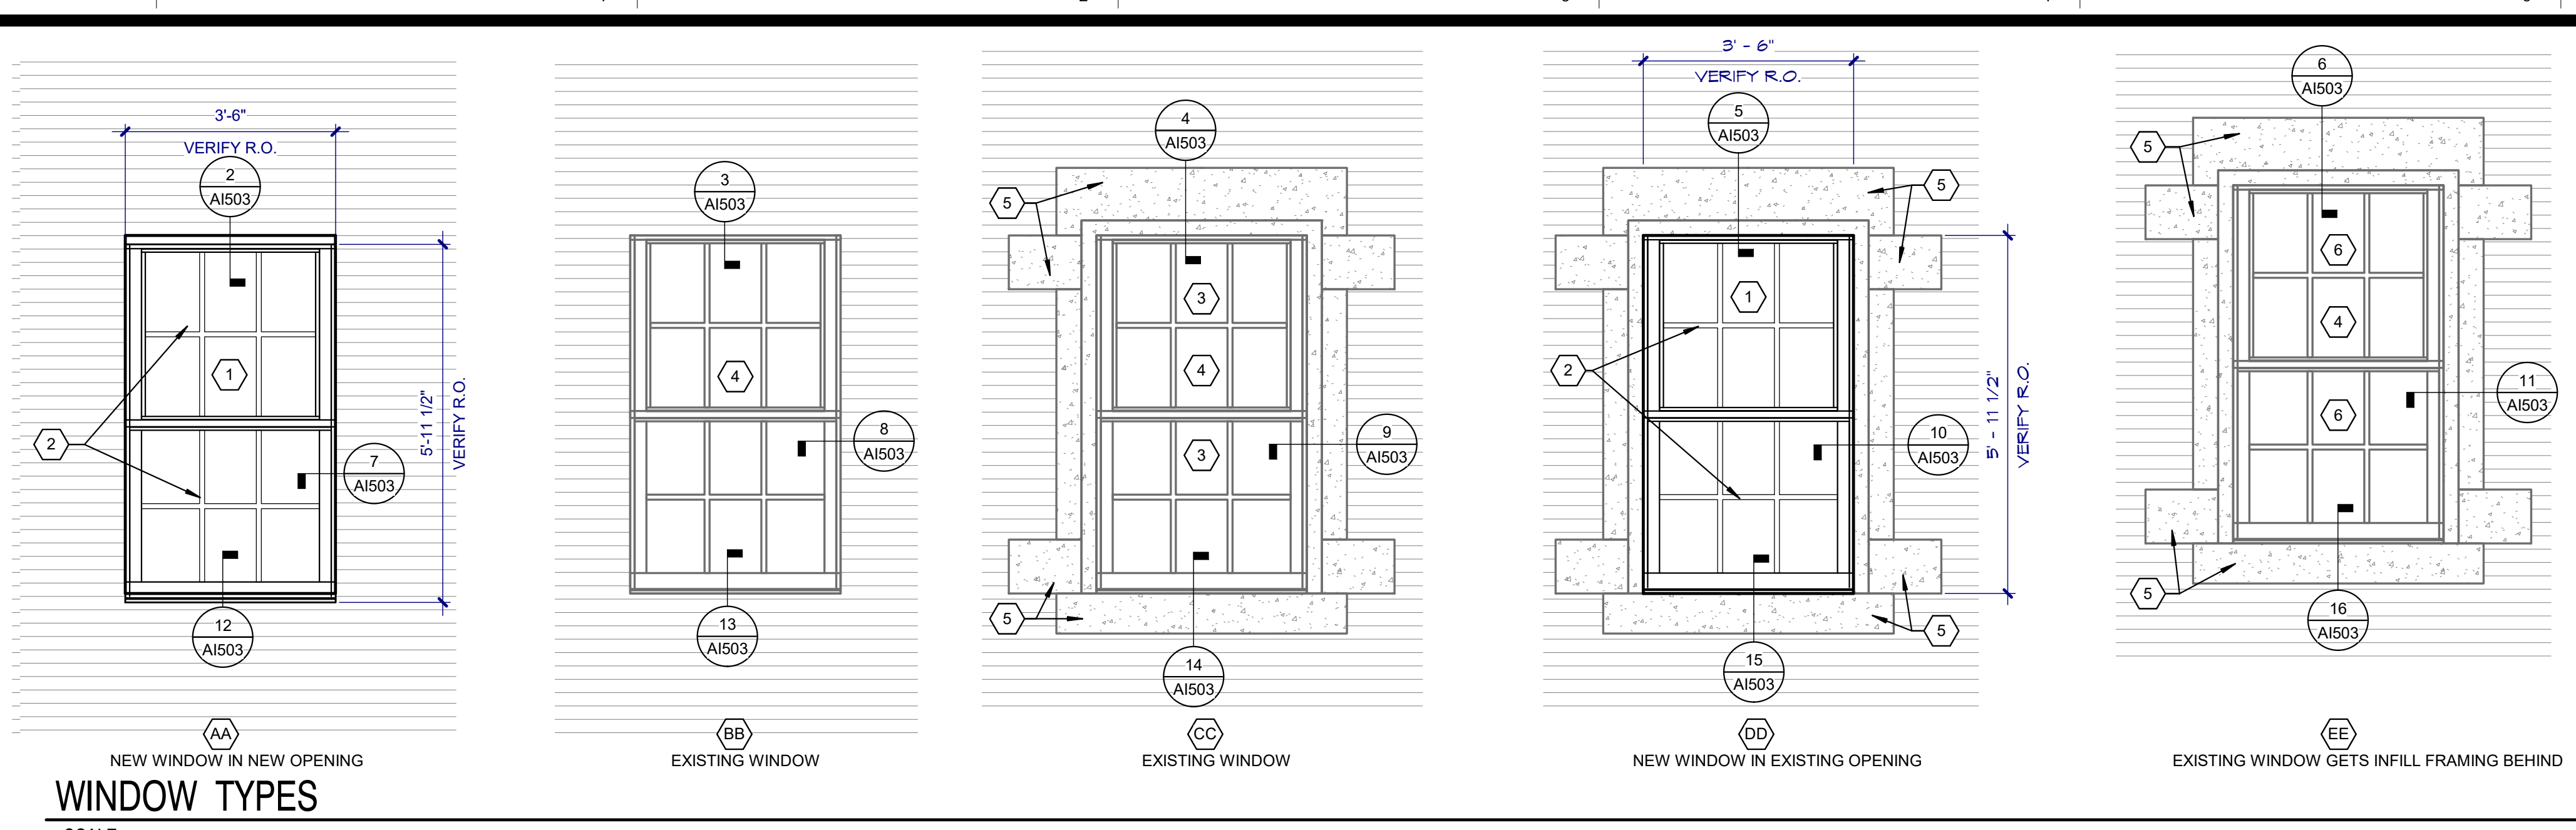 3'-6"
VERIFY R.O.
2
AI503
1
2
5'-11 1/2"
VERIFY R.O.
7
AI503
12
AI503
AA
NEW WINDOW IN NEW OPENING
3
AI503
4
8
AI503
13
AI503
BB
EXISTING WINDOW
4
AI503
5
3
4
3
9
AI503
5
14
AI503
CC
EXISTING WINDOW
3' - 6"
VERIFY R.O.
5
AI503
5
1
2
10
AI503
5' - 11 1/2"
VERIFY R.O.
5
15
AI503
DD
NEW WINDOW IN EXISTING OPENING
6
AI503
5
6
4
6
11
AI503
5
16
AI503
EE
EXISTING WINDOW GETS INFILL FRAMING BEHIND
WINDOW TYPES